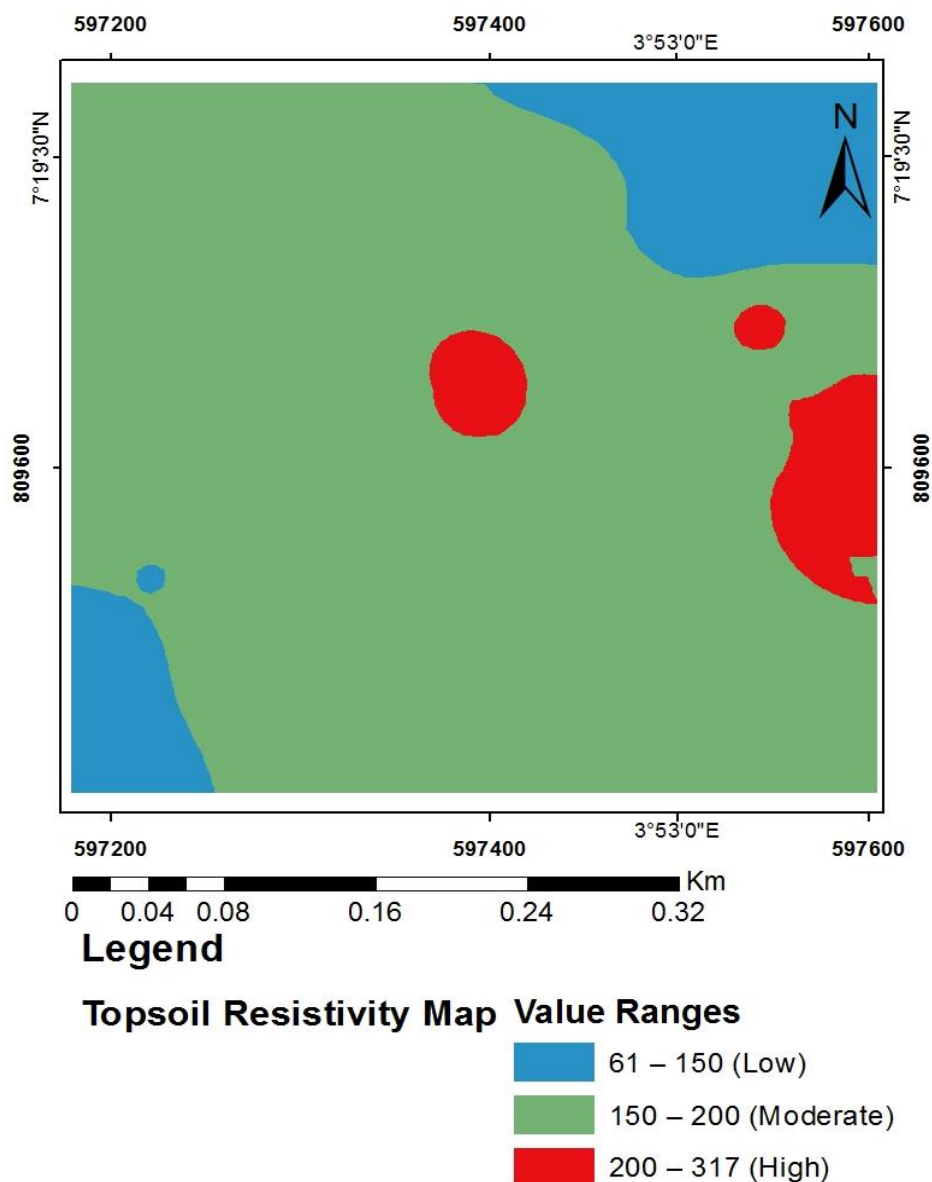 597200 597400 597600
3°53'0"E
N
7°19'30"N 7°19'30"N
809600 809600
3°53'0"E
597200 597400 597600
Km
0 0.04 0.08 0.16 0.24 0.32
Legend
Topsoil Resistivity Map Value Ranges
61 – 150 (Low)
150 – 200 (Moderate)
200 – 317 (High)